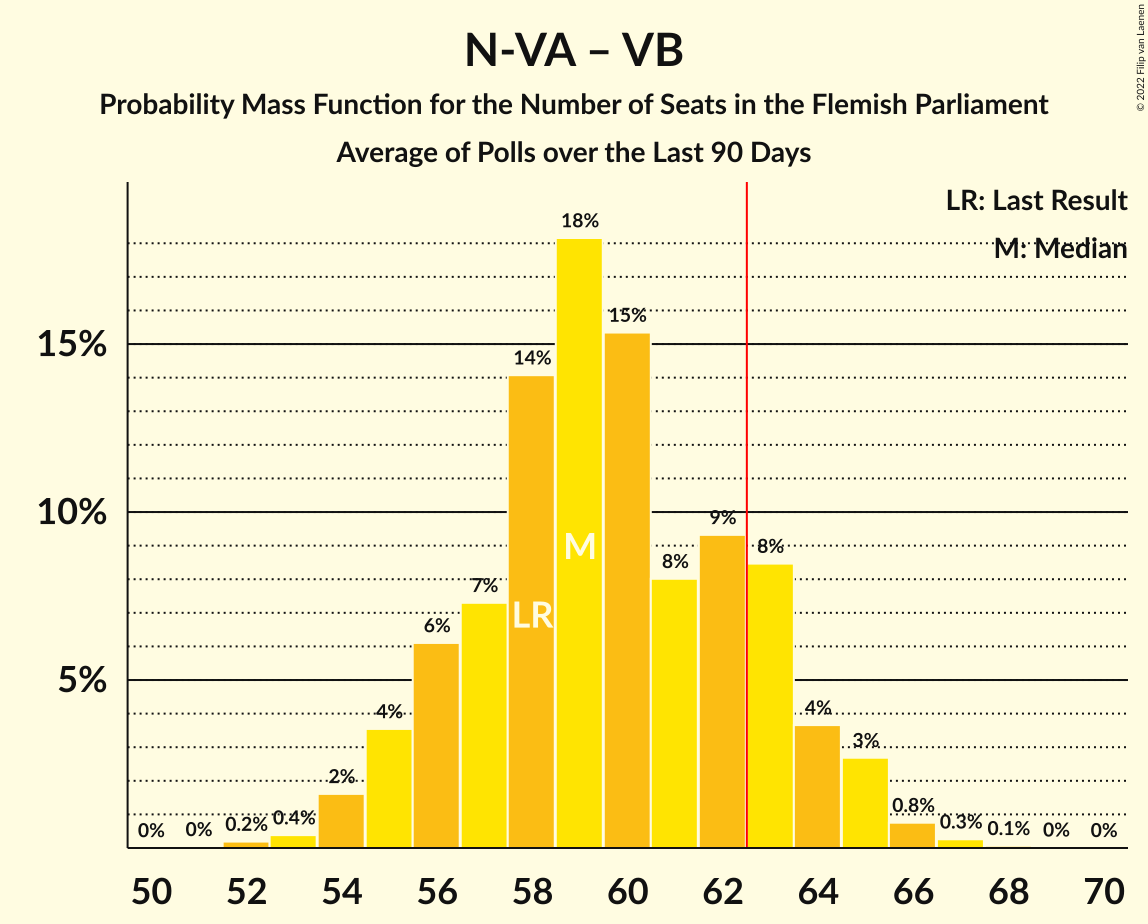 N-VA – VB
Probability Mass Function for the Number of Seats in the Flemish Parliament
Average of Polls over the Last 90 Days
© 2022 Filip van Laenen
LR: Last Result
M: Median
18%
15%
15%
14%
10%
9%
8%
8%
7%
6%
5%
4%
4%
3%
2%
0.8%
0.4%
0.3%
0.2%
0.1%
0%
0%
0%
0%
M
LR
50 52 54 56 58 60 62 64 66 68 70